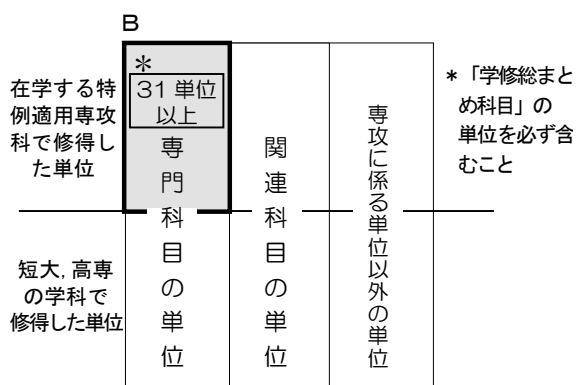 B
在学する特
例適用専攻
科で修得し
た単位
*
31 単位
以上
専門科目の単位
関連科目の単位
専攻に係る単位以外の単位
*「学修総まと
め科目」の
単位を必ず含
むこと
短大,高専
の学科で
修得した単位